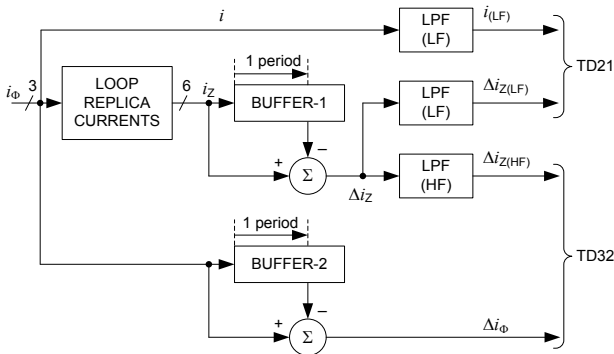 i
LPF
(LF)
i(LF)
TD21
1 period
iΦ
3
LOOP
REPLICA
CURRENTS
6
iZ
BUFFER-1
LPF
(LF)
ΔiZ(LF)
–
+
Σ
ΔiZ
LPF
(HF)
ΔiZ(HF)
1 period
TD32
BUFFER-2
–
+
Σ
ΔiΦ